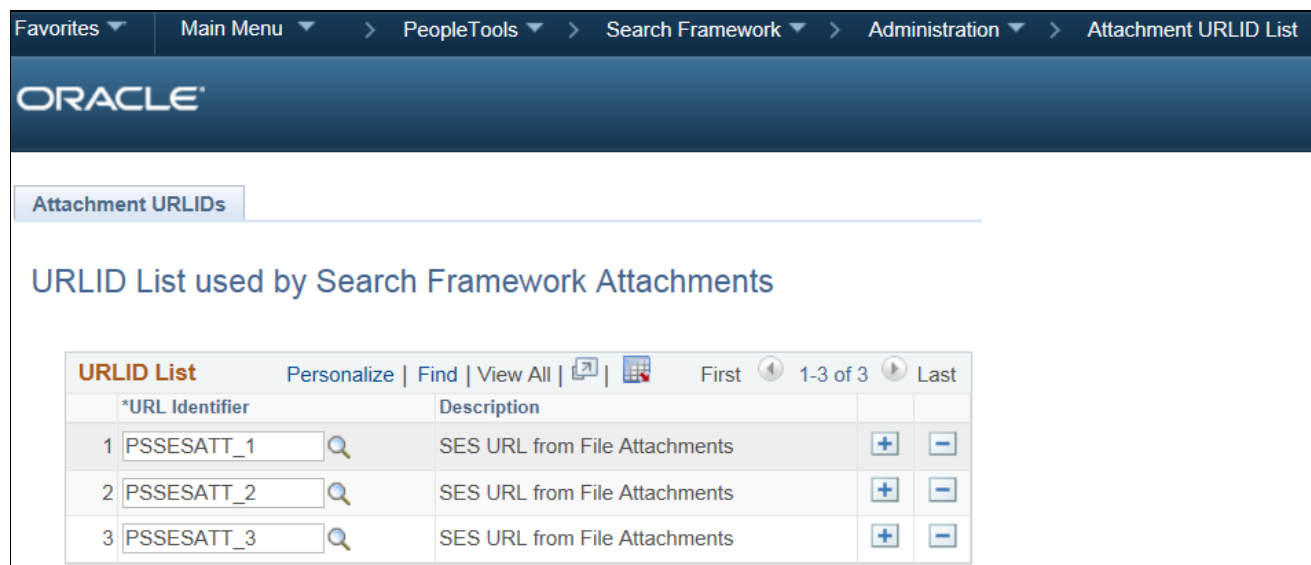 Favorites Main Menu > PeopleTools > Search Framework > Administration > Attachment URLID List
ORACLE
Attachment URLIDs
URLID List used by Search Framework Attachments
URLID List Personalize | Find | View All | | First 1-3 of 3 Last
*URL Identifier Description
1 PSSESATT_1 SES URL from File Attachments
2 PSSESATT_2 SES URL from File Attachments
3 PSSESATT_3 SES URL from File Attachments